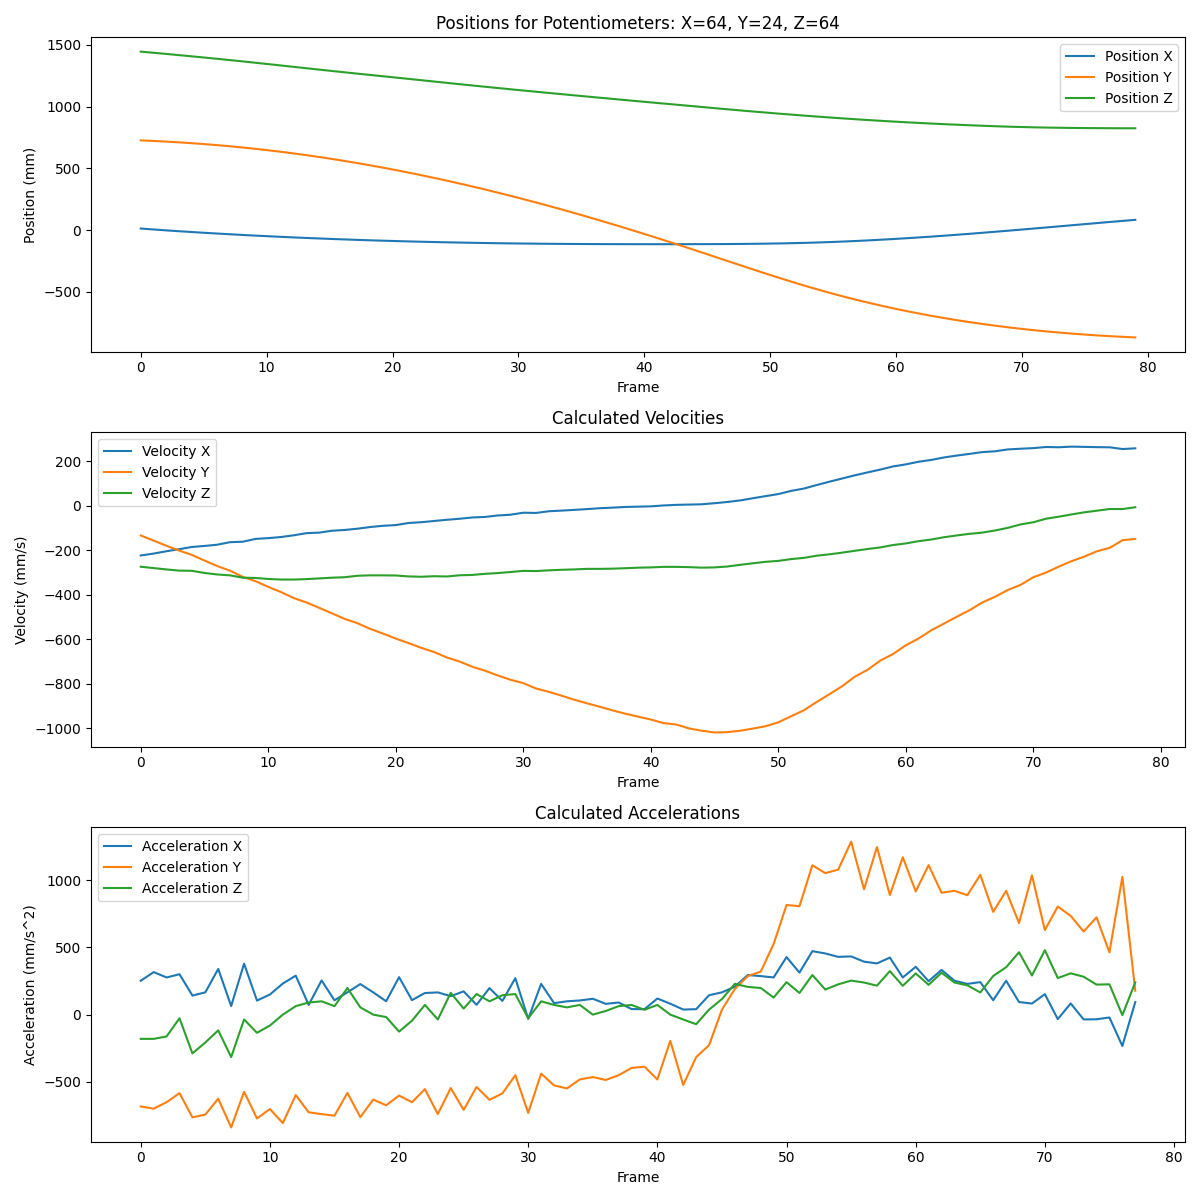 Positions for Potentiometers: X=64, Y=24, Z=64
1500
1000
500
0
−500
Position (mm)
Position X
Position Y
Position Z
0 10 20 30 40 50 60 70 80
Frame
Calculated Velocities
200
0
−200
−400
−600
−800
−1000
Velocity (mm/s)
Velocity X
Velocity Y
Velocity Z
0 10 20 30 40 50 60 70 80
Frame
Calculated Accelerations
1000
500
0
−500
Acceleration (mm/s^2)
Acceleration X
Acceleration Y
Acceleration Z
0 10 20 30 40 50 60 70 80
Frame